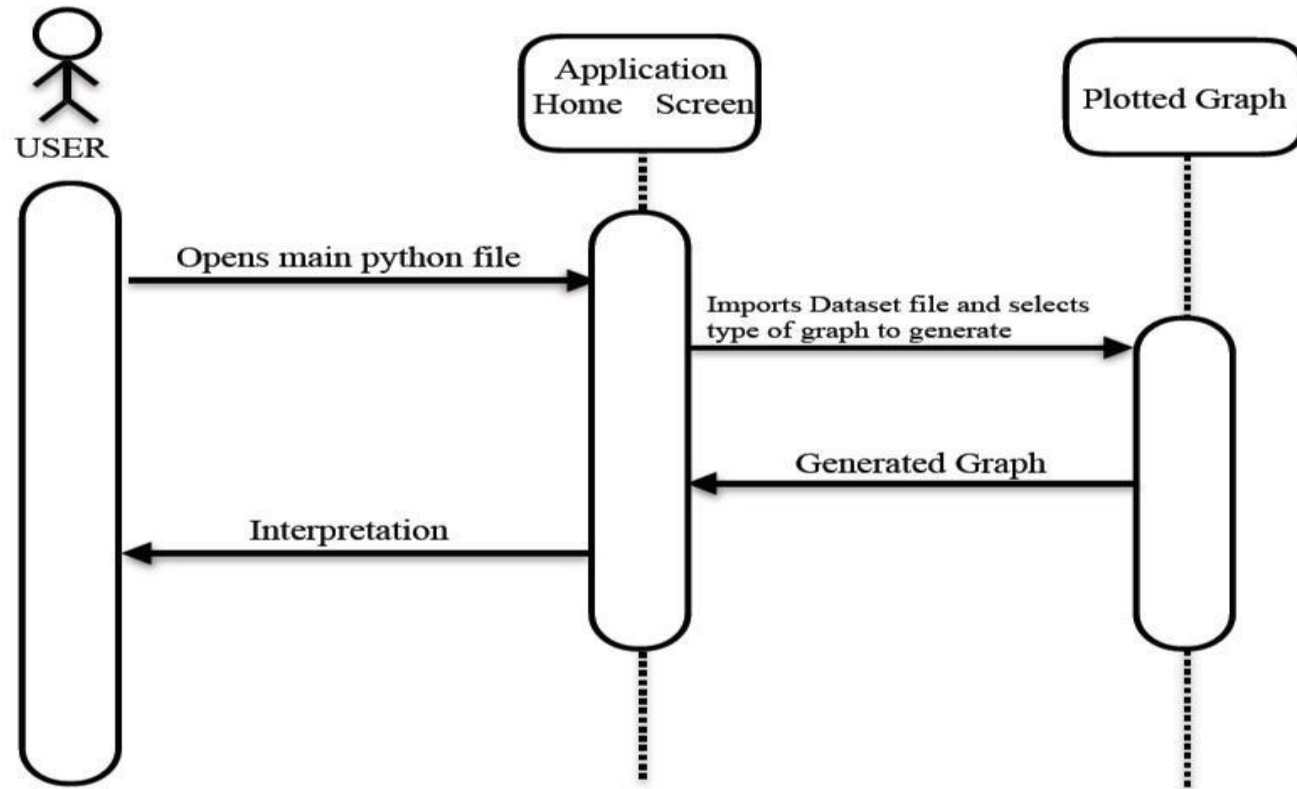 Application
Home Screen
Plotted Graph
USER
Opens main python file
Imports Dataset file and selects
type of graph to generate
Generated Graph
Interpretation